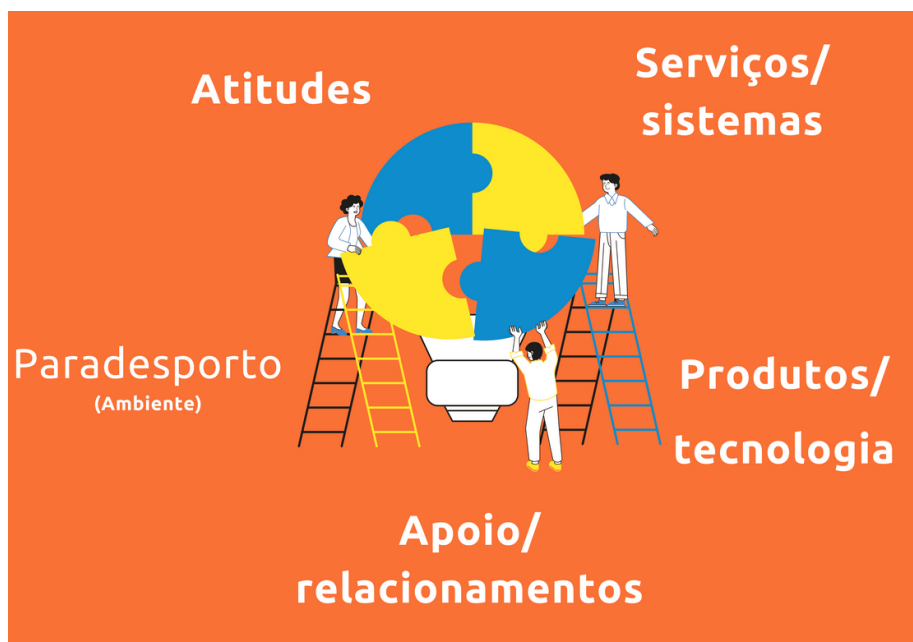 Atitudes
Serviços/
sistemas
Paradesporto
(Ambiente)
Produtos/
tecnologia
Apoio/
relacionamentos